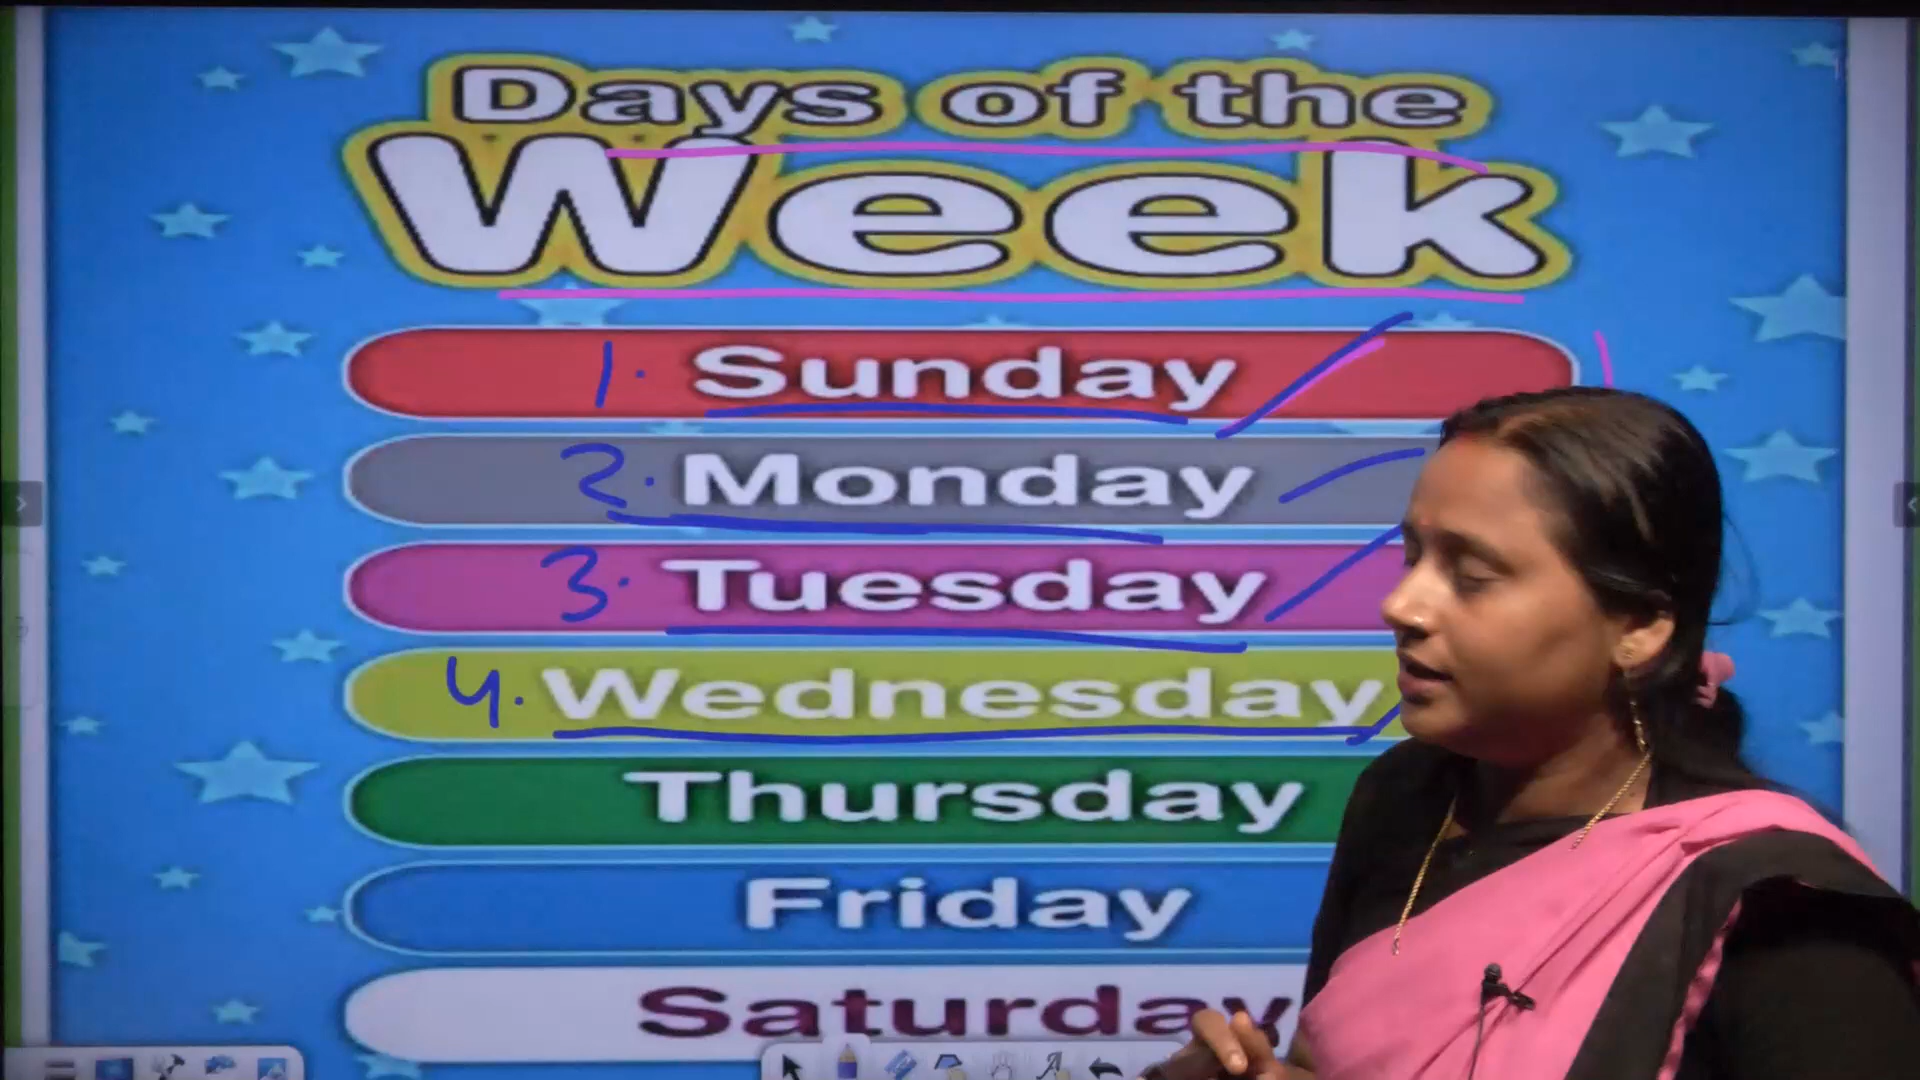 Days of the
Week
1. Sunday
2. Monday
3. Tuesday
4. Wednesday
Thursday
Friday
Saturday